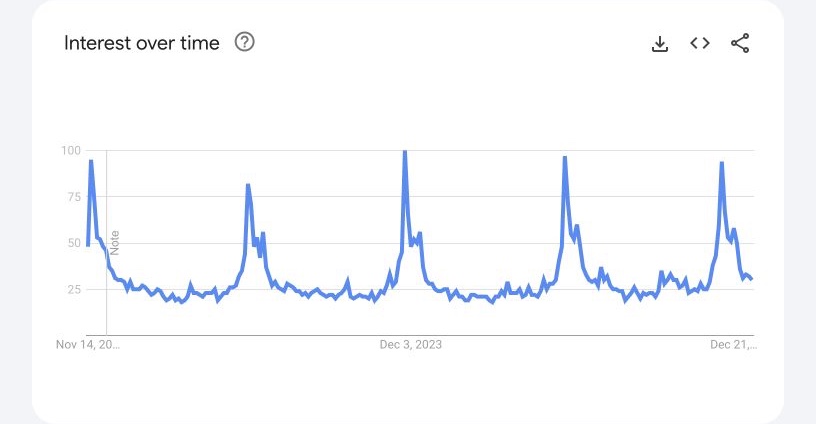 Interest over time
100
75
50
25
Note
Nov 14, 20...
Dec 3, 2023
Dec 21,...